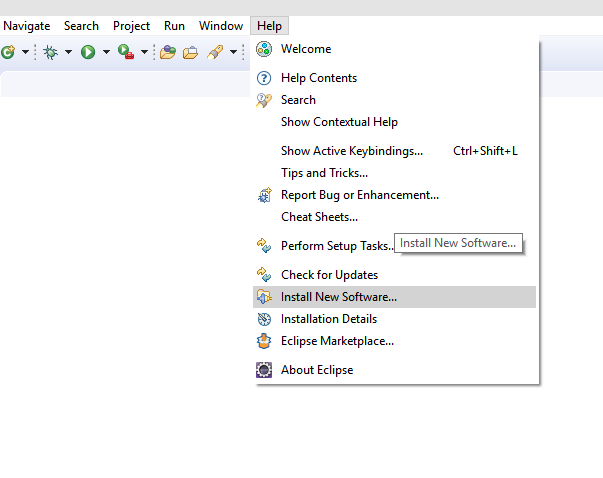 Navigate Search Project Run Window Help
Welcome
Help Contents
Search
Show Contextual Help
Show Active Keybindings... Ctrl+Shift+L
Tips and Tricks...
Report Bug or Enhancement...
Cheat Sheets...
Perform Setup Tasks... Install New Software...
Check for Updates
Install New Software...
Installation Details
Eclipse Marketplace...
About Eclipse